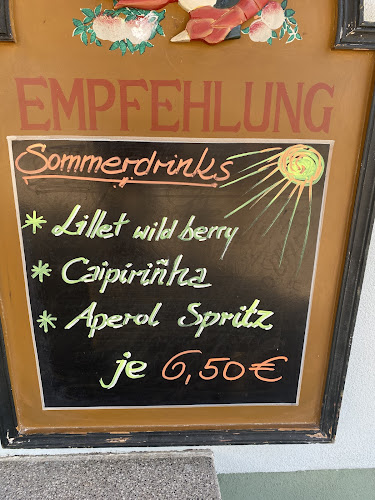 EMPFEHLUNG
Sommerdrinks
* Lillet wild berry
* Caipiriñha
* Aperol Spritz
je 6,50€